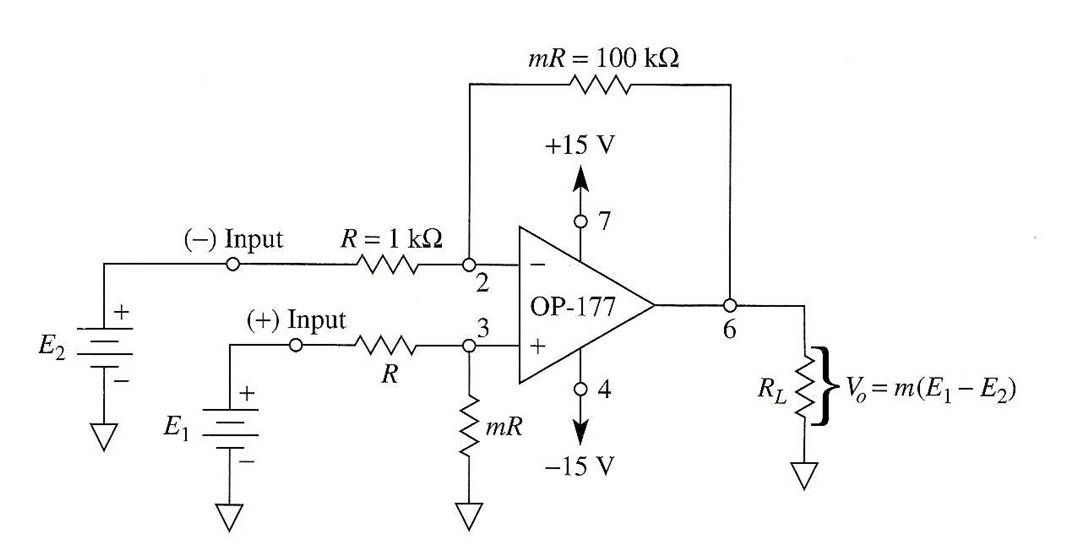 mR = 100 kΩ
+15 V
7
(−) Input
R = 1 kΩ
2
−
OP-177
+
E₂
+
−
(+) Input
R
3
6
4
mR
−15 V
E₁
+
−
R_L
Vₒ = m(E₁ − E₂)